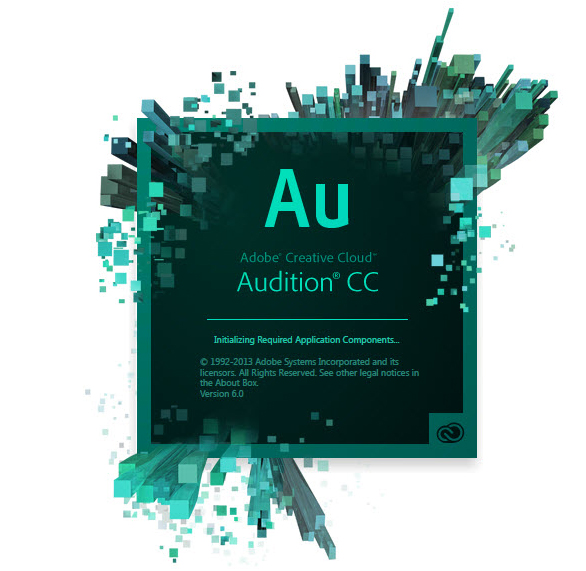 Au
Adobe® Creative Cloud™
Audition® CC
Initializing Required Application Components...
© 1992-2013 Adobe Systems Incorporated and its
licensors. All Rights Reserved. See other legal notices in
the About Box.
Version 6.0